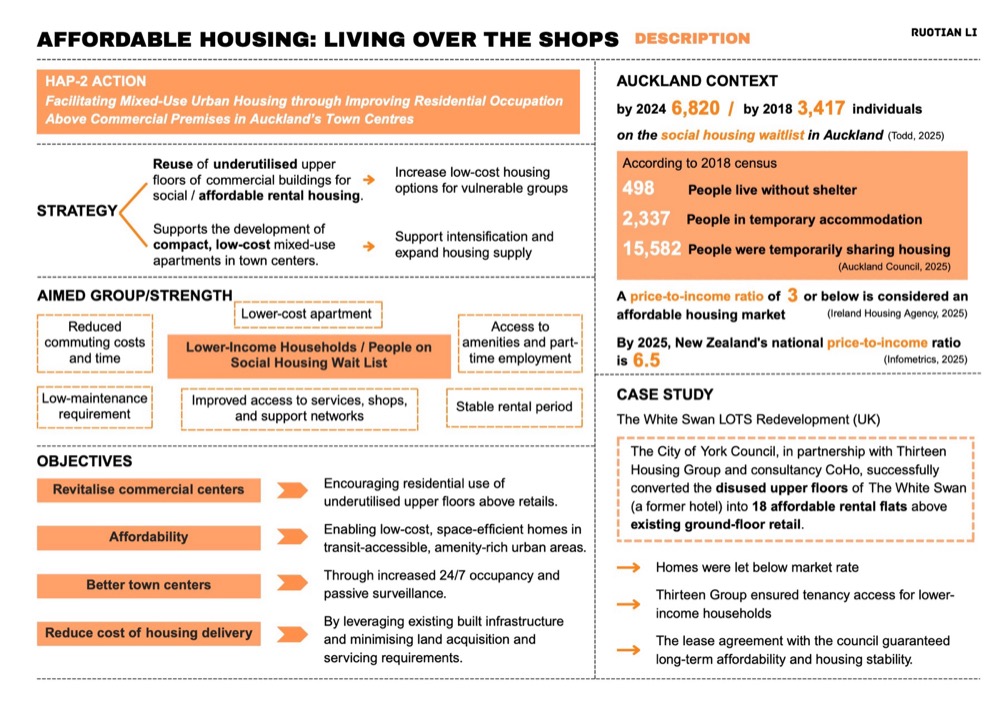 AFFORDABLE HOUSING: LIVING OVER THE SHOPS DESCRIPTION
RUOTIAN LI
HAP-2 ACTION
Facilitating Mixed-Use Urban Housing through Improving Residential Occupation
Above Commercial Premises in Auckland's Town Centres
STRATEGY
Reuse of underutilised upper
floors of commercial buildings for
social / affordable rental housing.
Increase low-cost housing
options for vulnerable groups
Supports the development of
compact, low-cost mixed-use
apartments in town centers.
Support intensification and
expand housing supply
AIMED GROUP/STRENGTH
Reduced
commuting costs
and time
Lower-cost apartment
Access to
amenities and part-
time employment
Lower-Income Households / People on
Social Housing Wait List
Low-maintenance
requirement
Improved access to services, shops,
and support networks
Stable rental period
OBJECTIVES
Revitalise commercial centers
Encouraging residential use of
underutilised upper floors above retails.
Affordability
Enabling low-cost, space-efficient homes in
transit-accessible, amenity-rich urban areas.
Better town centers
Through increased 24/7 occupancy and
passive surveillance.
Reduce cost of housing delivery
By leveraging existing built infrastructure
and minimising land acquisition and
servicing requirements.
AUCKLAND CONTEXT
by 2024 6,820 / by 2018 3,417 individuals
on the social housing waitlist in Auckland (Todd, 2025)
According to 2018 census
498 People live without shelter
2,337 People in temporary accommodation
15,582 People were temporarily sharing housing
(Auckland Council, 2025)
A price-to-income ratio of 3 or below is considered an
affordable housing market (Ireland Housing Agency, 2025)
By 2025, New Zealand's national price-to-income ratio
is 6.5 (Infometrics, 2025)
CASE STUDY
The White Swan LOTS Redevelopment (UK)
The City of York Council, in partnership with Thirteen
Housing Group and consultancy CoHo, successfully
converted the disused upper floors of The White Swan
(a former hotel) into 18 affordable rental flats above
existing ground-floor retail.
Homes were let below market rate
Thirteen Group ensured tenancy access for lower-
income households
The lease agreement with the council guaranteed
long-term affordability and housing stability.